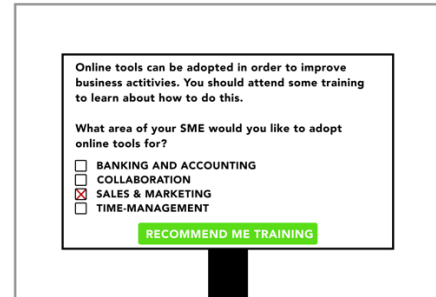 Online tools can be adopted in order to improve
business actitivies. You should attend some training
to learn about how to do this.
What area of your SME would you like to adopt
online tools for?
BANKING AND ACCOUNTING
COLLABORATION
SALES & MARKETING
TIME-MANAGEMENT
RECOMMEND ME TRAINING